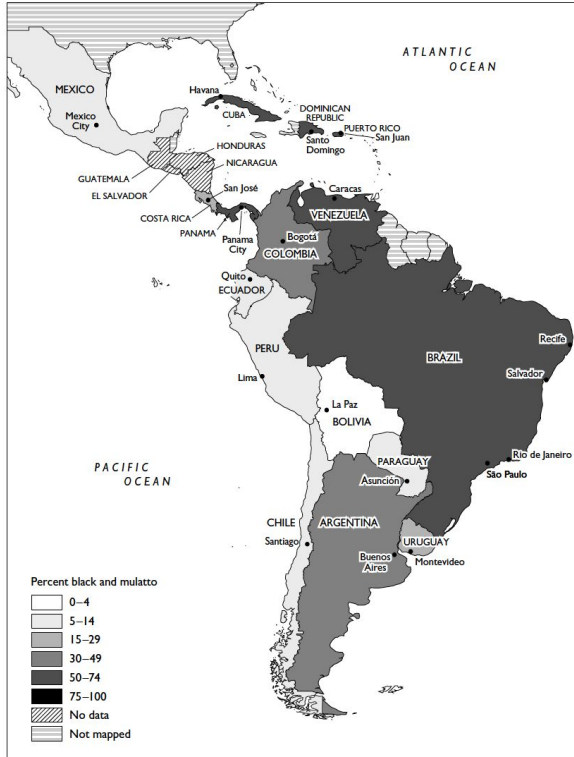 ATLANTIC
OCEAN
MEXICO
Mexico
City
Havana
CUBA
DOMINICAN
REPUBLIC
Santo
Domingo
PUERTO RICO
San Juan
HONDURAS
NICARAGUA
GUATEMALA
EL SALVADOR
San José
COSTA RICA
PANAMA
Panama
City
Caracas
VENEZUELA
Bogotá
COLOMBIA
Quito
ECUADOR
PERU
Lima
BRAZIL
Recife
Salvador
La Paz
BOLIVIA
Rio de Janeiro
São Paulo
PARAGUAY
Asunción
PACIFIC
OCEAN
CHILE
Santiago
ARGENTINA
URUGUAY
Buenos
Aires
Montevideo
Percent black and mulatto
0–4
5–14
15–29
30–49
50–74
75–100
No data
Not mapped